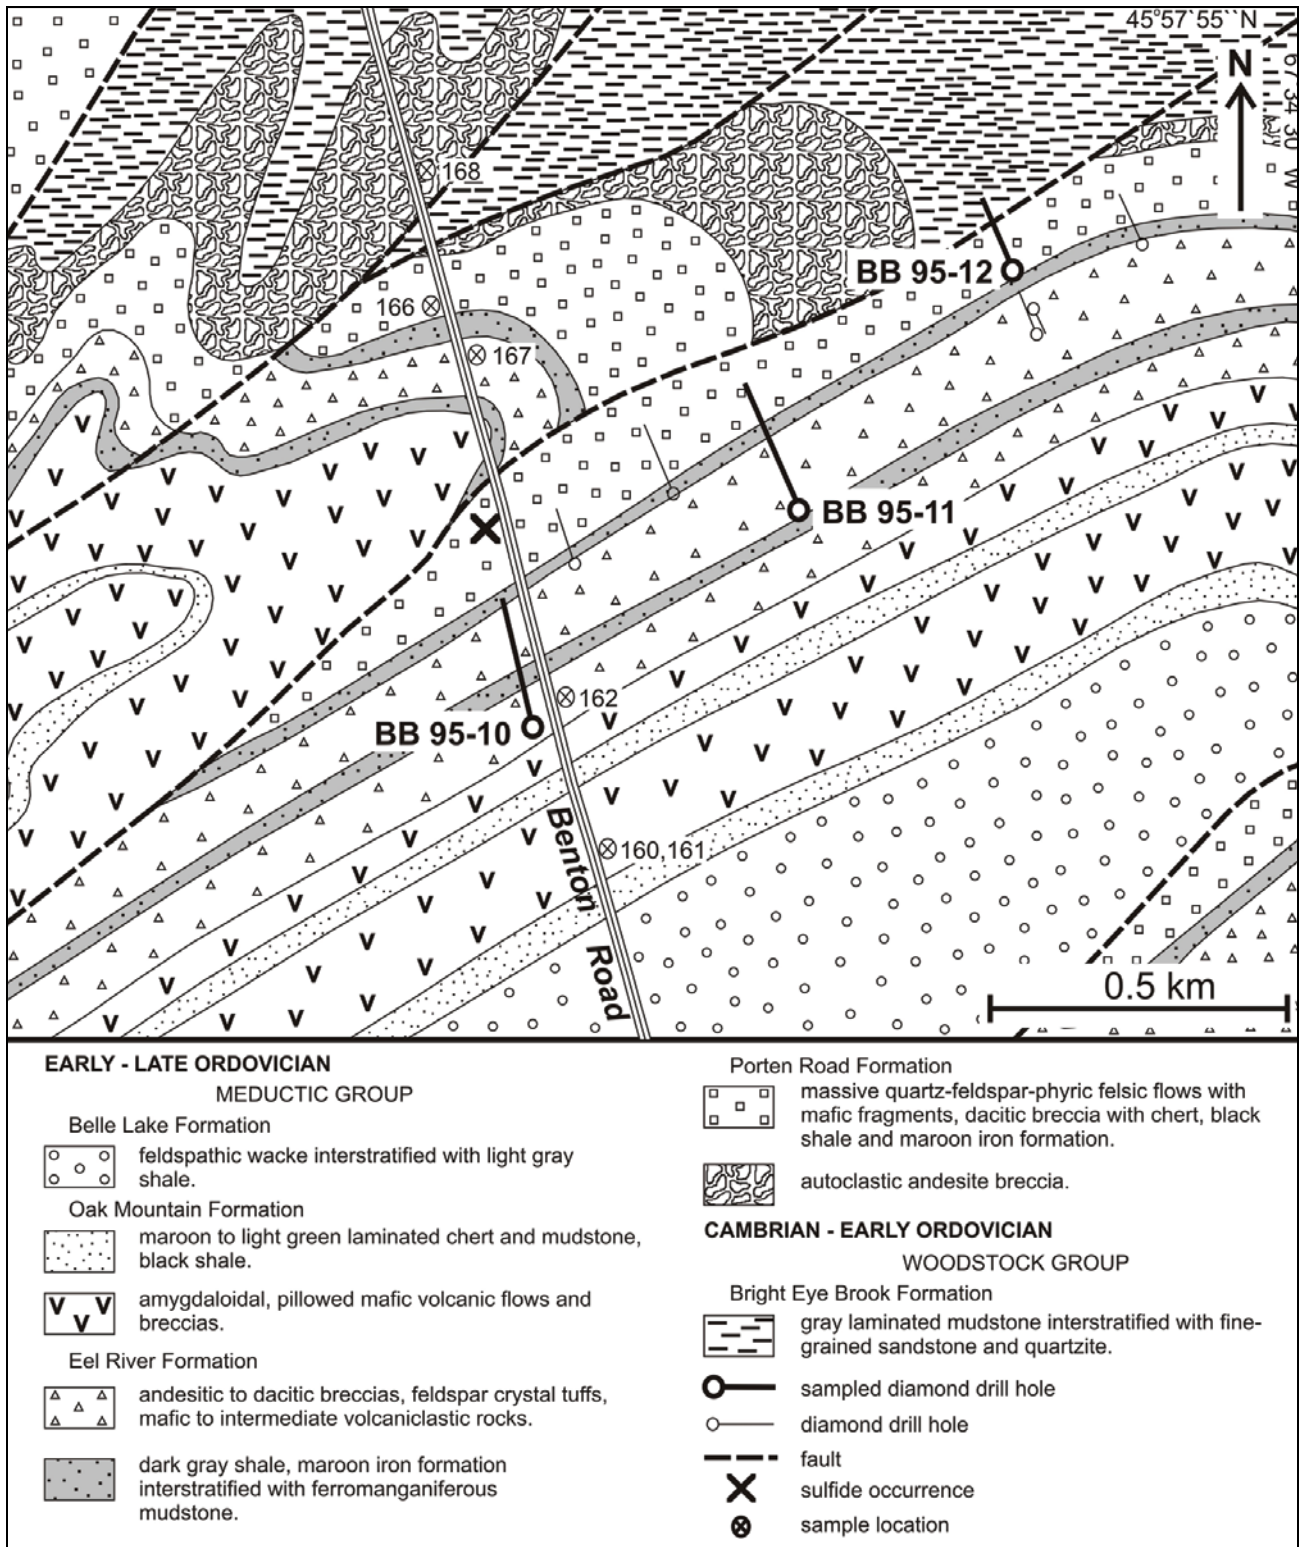 45°57`55``N
N
67 34 30 W
168
BB 95-12
166
167
BB 95-11
162
BB 95-10
Benton Road
160,161
0.5 km
EARLY - LATE ORDOVICIAN
MEDUCTIC GROUP
Belle Lake Formation
feldspathic wacke interstratified with light gray
shale.
Oak Mountain Formation
maroon to light green laminated chert and mudstone,
black shale.
amygdaloidal, pillowed mafic volcanic flows and
breccias.
Eel River Formation
andesitic to dacitic breccias, feldspar crystal tuffs,
mafic to intermediate volcaniclastic rocks.
dark gray shale, maroon iron formation
interstratified with ferromanganiferous
mudstone.
Porten Road Formation
massive quartz-feldspar-phyric felsic flows with
mafic fragments, dacitic breccia with chert, black
shale and maroon iron formation.
autoclastic andesite breccia.
CAMBRIAN - EARLY ORDOVICIAN
WOODSTOCK GROUP
Bright Eye Brook Formation
gray laminated mudstone interstratified with fine-
grained sandstone and quartzite.
sampled diamond drill hole
diamond drill hole
fault
sulfide occurrence
sample location